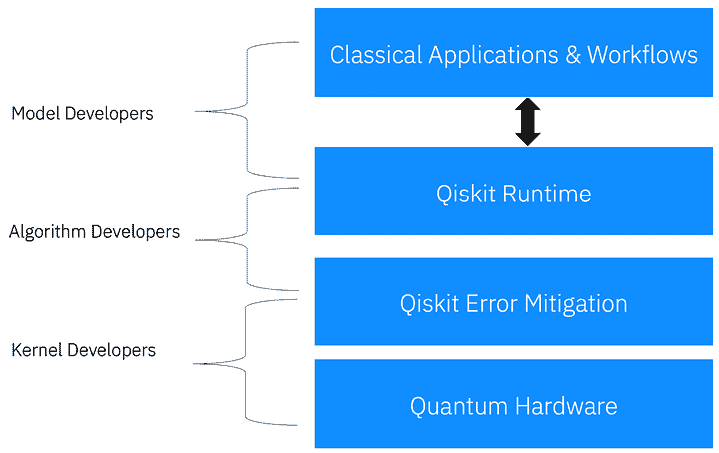 Classical Applications & Workflows
Model Developers
Qiskit Runtime
Algorithm Developers
Qiskit Error Mitigation
Kernel Developers
Quantum Hardware